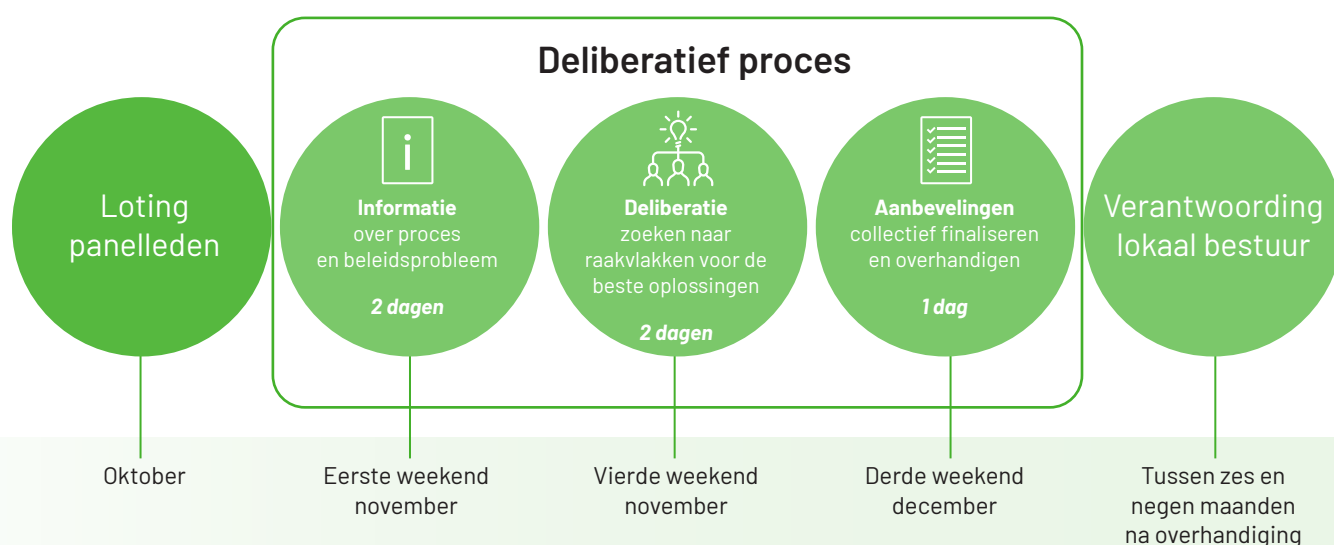 Deliberatief proces
Loting
panelleden
i
Informatie
over proces
en beleidsprobleem
2 dagen
Deliberatie
zoeken naar
raakvlakken voor de
beste oplossingen
2 dagen
Aanbevelingen
collectief finaliseren
en overhandigen
1 dag
Verantwoording
lokaal bestuur
Oktober
Eerste weekend
november
Vierde weekend
november
Derde weekend
december
Tussen zes en
negen maanden
na overhandiging